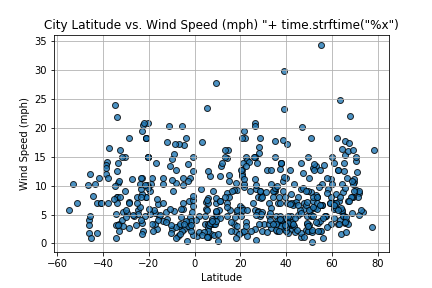 City Latitude vs. Wind Speed (mph) "+ time.strftime("%x")
35
30
25
20
15
10
5
0
Wind Speed (mph)
−60 −40 −20 0 20 40 60 80
Latitude